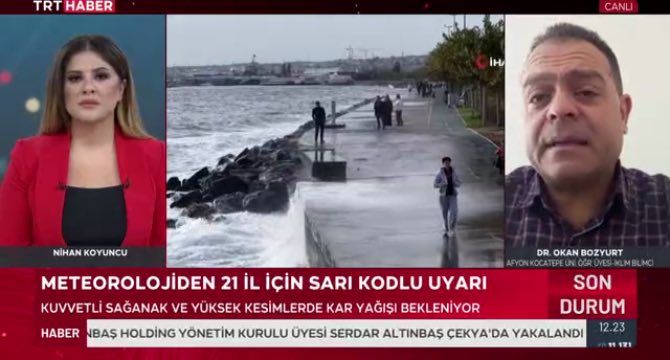 TRT HABER
CANLI
İHA
NİHAN KOYUNCU
DR. OKAN BOZYURT
AFYON KOCATEPE ÜNİ. ÖĞR ÜYESİ-İKLİM BİLİMCİ
METEOROLOJİDEN 21 İL İÇİN SARI KODLU UYARI
KUVVETLİ SAĞANAK VE YÜKSEK KESİMLERDE KAR YAĞIŞI BEKLENİYOR
SON
DURUM
HABER
NBAŞ HOLDİNG YÖNETİM KURULU ÜYESİ SERDAR ALTINBAŞ ÇEKYA'DA YAKALANDI
12.23